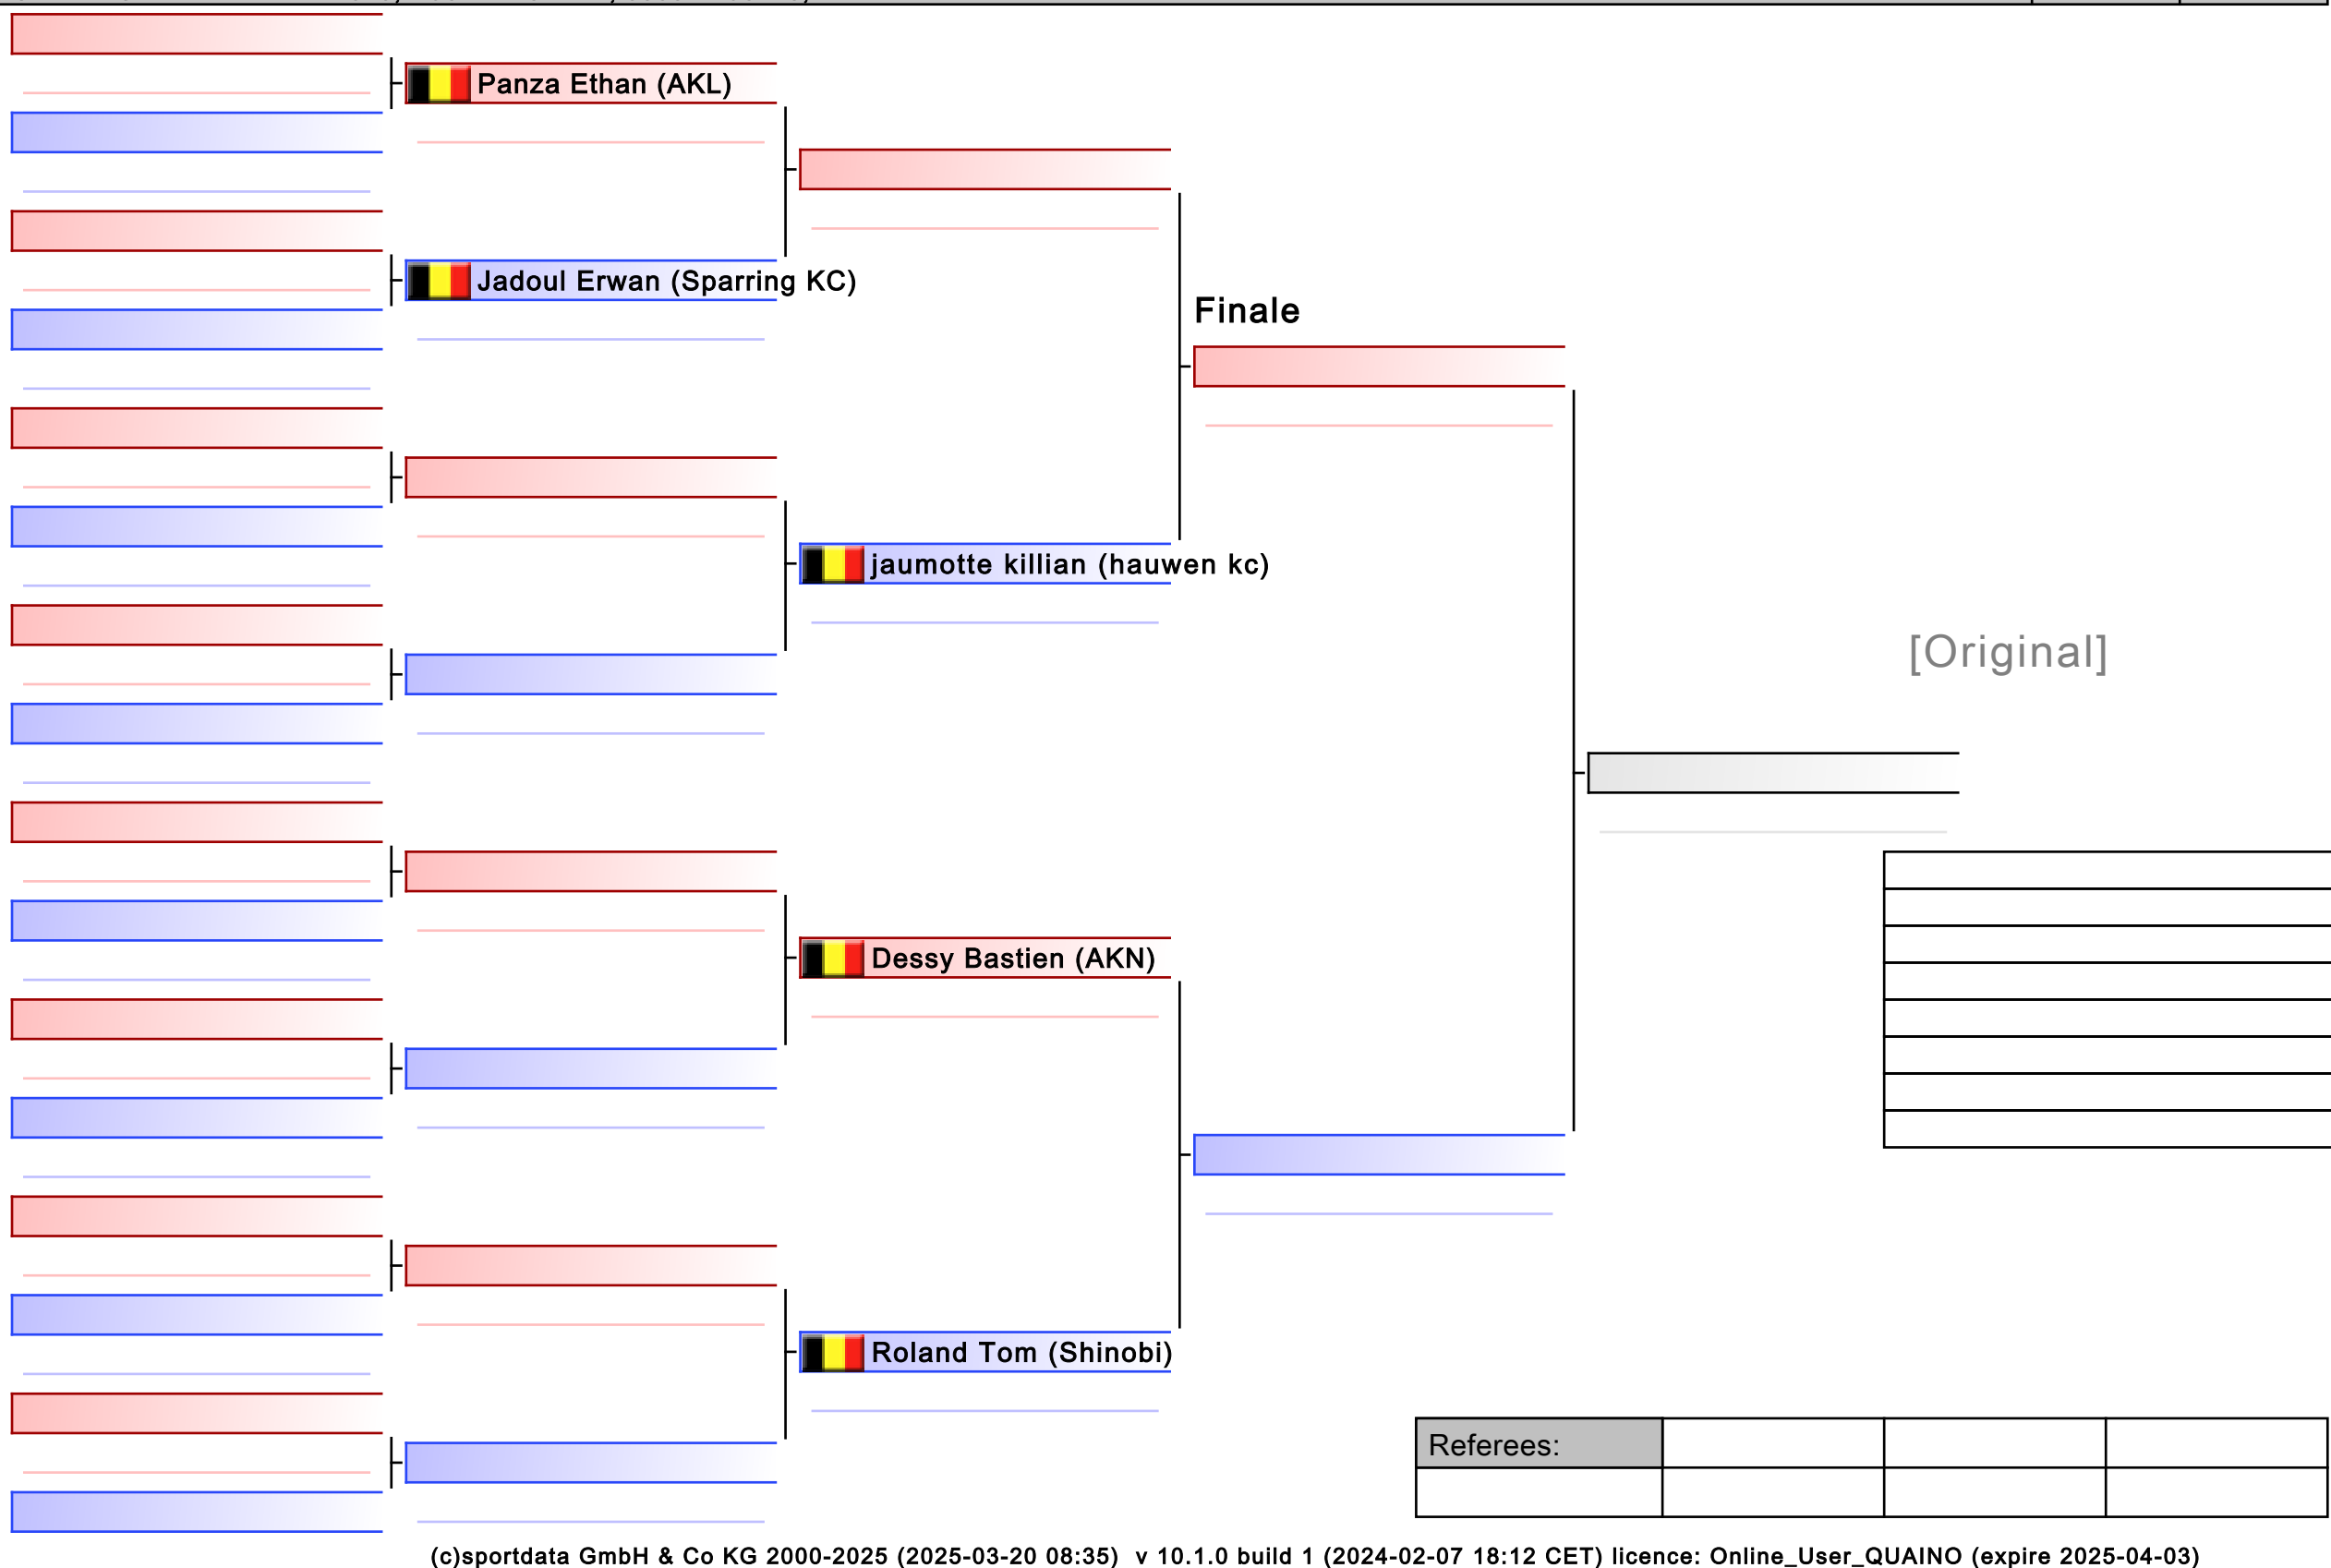 Panza Ethan (AKL)
Jadoul Erwan (Sparring KC)
Finale
jaumotte killian (hauwen kc)
[Original]
Dessy Bastien (AKN)
Roland Tom (Shinobi)
Referees:
(c)sportdata GmbH & Co KG 2000-2025 (2025-03-20 08:35) v 10.1.0 build 1 (2024-02-07 18:12 CET) licence: Online_User_QUAINO (expire 2025-04-03)